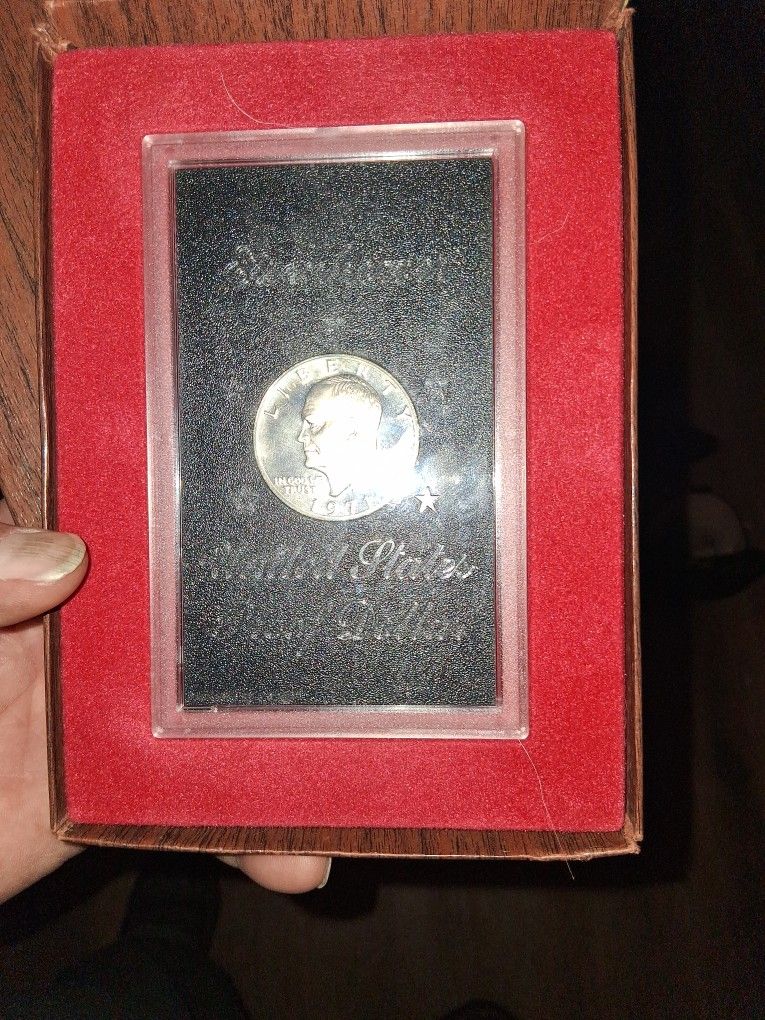 Eisenhower
LIBERTY
IN GOD WE
TRUST
United States
Proof Dollar